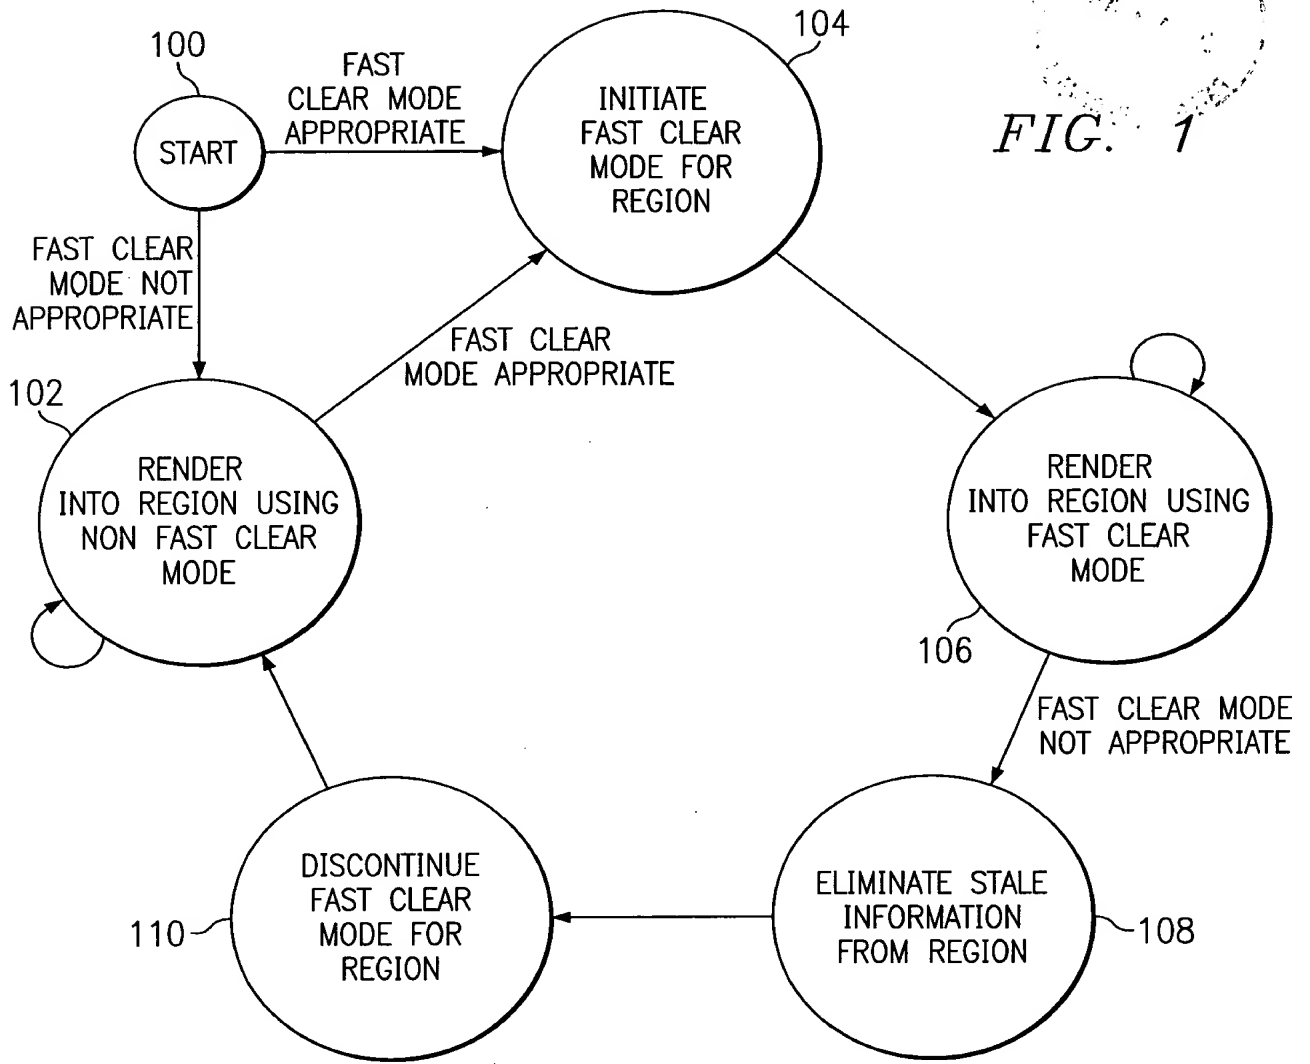 100
START
FAST
CLEAR MODE
APPROPRIATE
104
INITIATE
FAST CLEAR
MODE FOR
REGION
FIG. 1
FAST CLEAR
MODE NOT
APPROPRIATE
FAST CLEAR
MODE APPROPRIATE
102
RENDER
INTO REGION USING
NON FAST CLEAR
MODE
RENDER
INTO REGION USING
FAST CLEAR
MODE
106
FAST CLEAR MODE
NOT APPROPRIATE
DISCONTINUE
FAST CLEAR
MODE FOR
REGION
110
ELIMINATE STALE
INFORMATION
FROM REGION
108